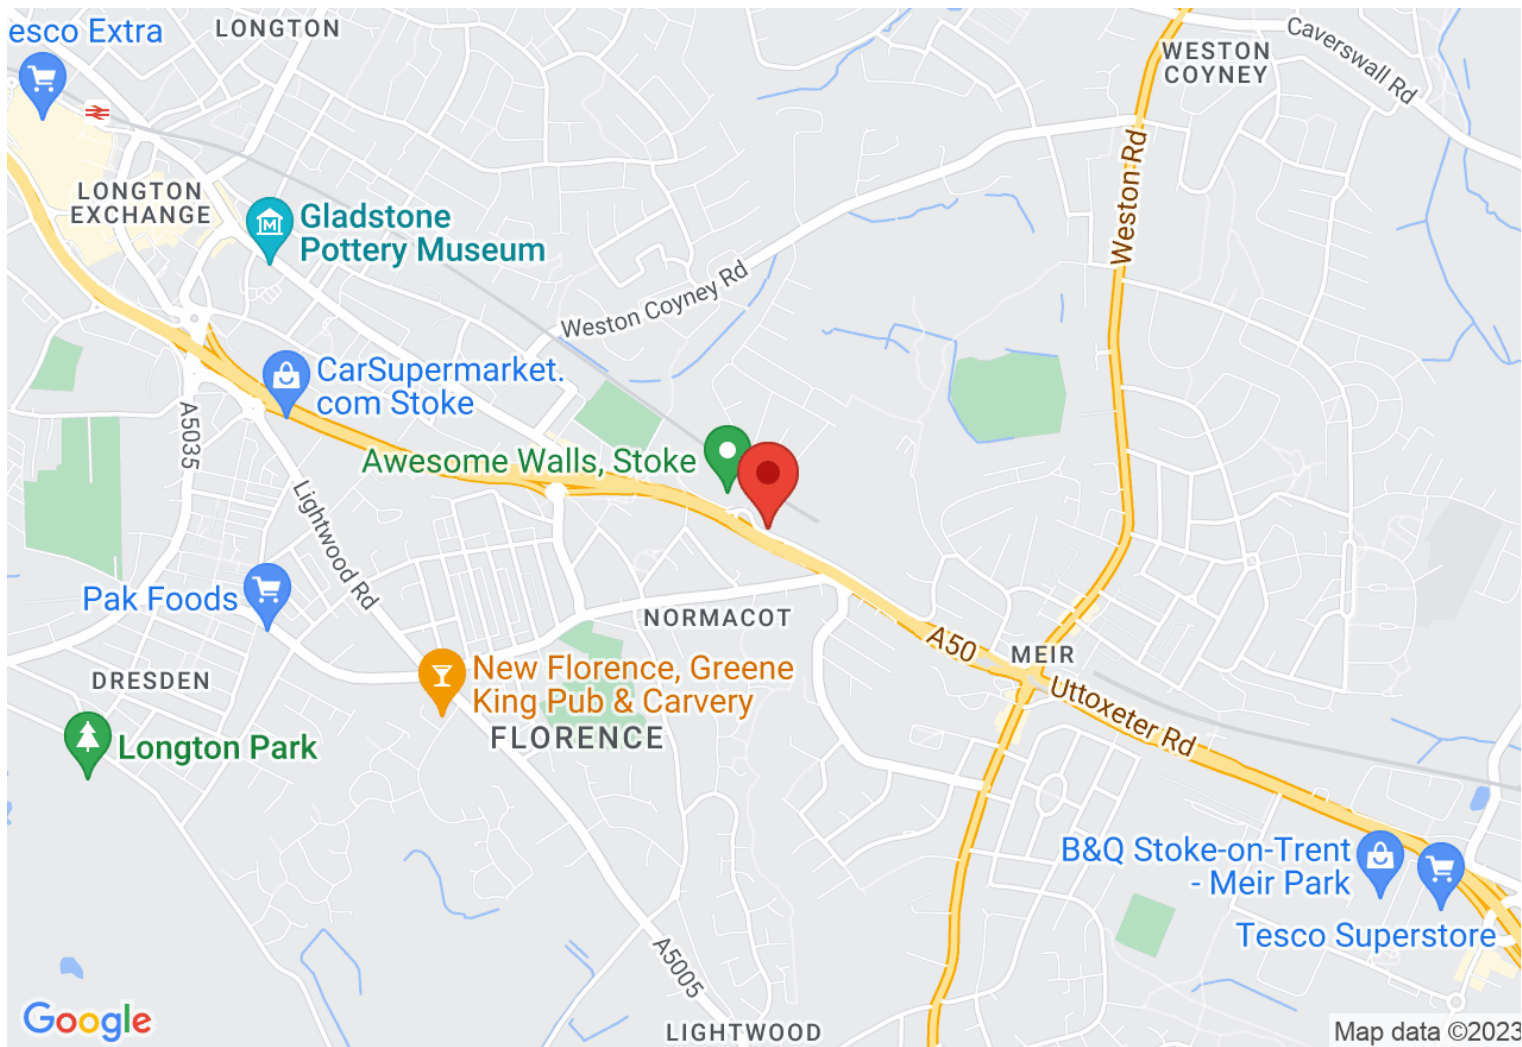 esco Extra
LONGTON
WESTON
COYNEY
Caverswall Rd
Weston Rd
LONGTON
EXCHANGE
Gladstone
Pottery Museum
Weston Coyney Rd
CarSupermarket.
com Stoke
A5035
Awesome Walls, Stoke
Lightwood Rd
Pak Foods
NORMACOT
A50
MEIR
DRESDEN
New Florence, Greene
King Pub & Carvery
Uttoxeter Rd
FLORENCE
Longton Park
B&Q Stoke-on-Trent
- Meir Park
Tesco Superstore
A5005
Google
LIGHTWOOD
Map data ©2023